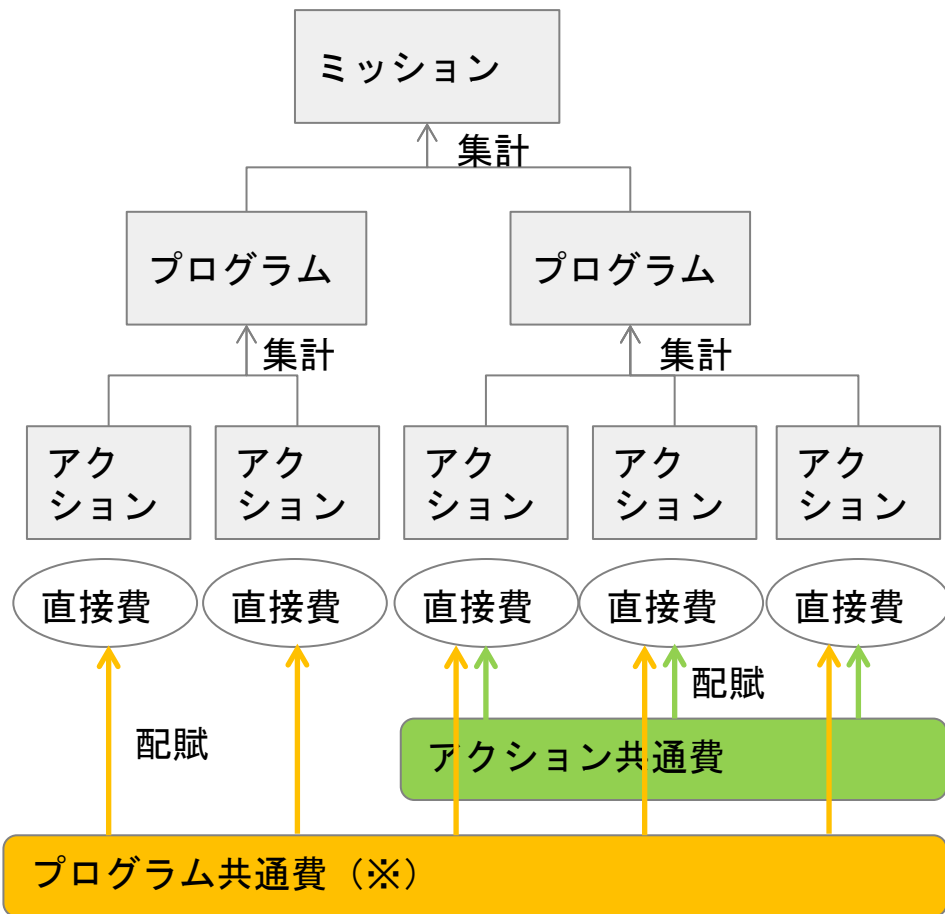 ミッション
集計
プログラム
プログラム
集計
集計
アク
ション
アク
ション
アク
ション
アク
ション
アク
ション
直接費
直接費
直接費
直接費
直接費
配賦
配賦
アクション共通費
プログラム共通費（※）